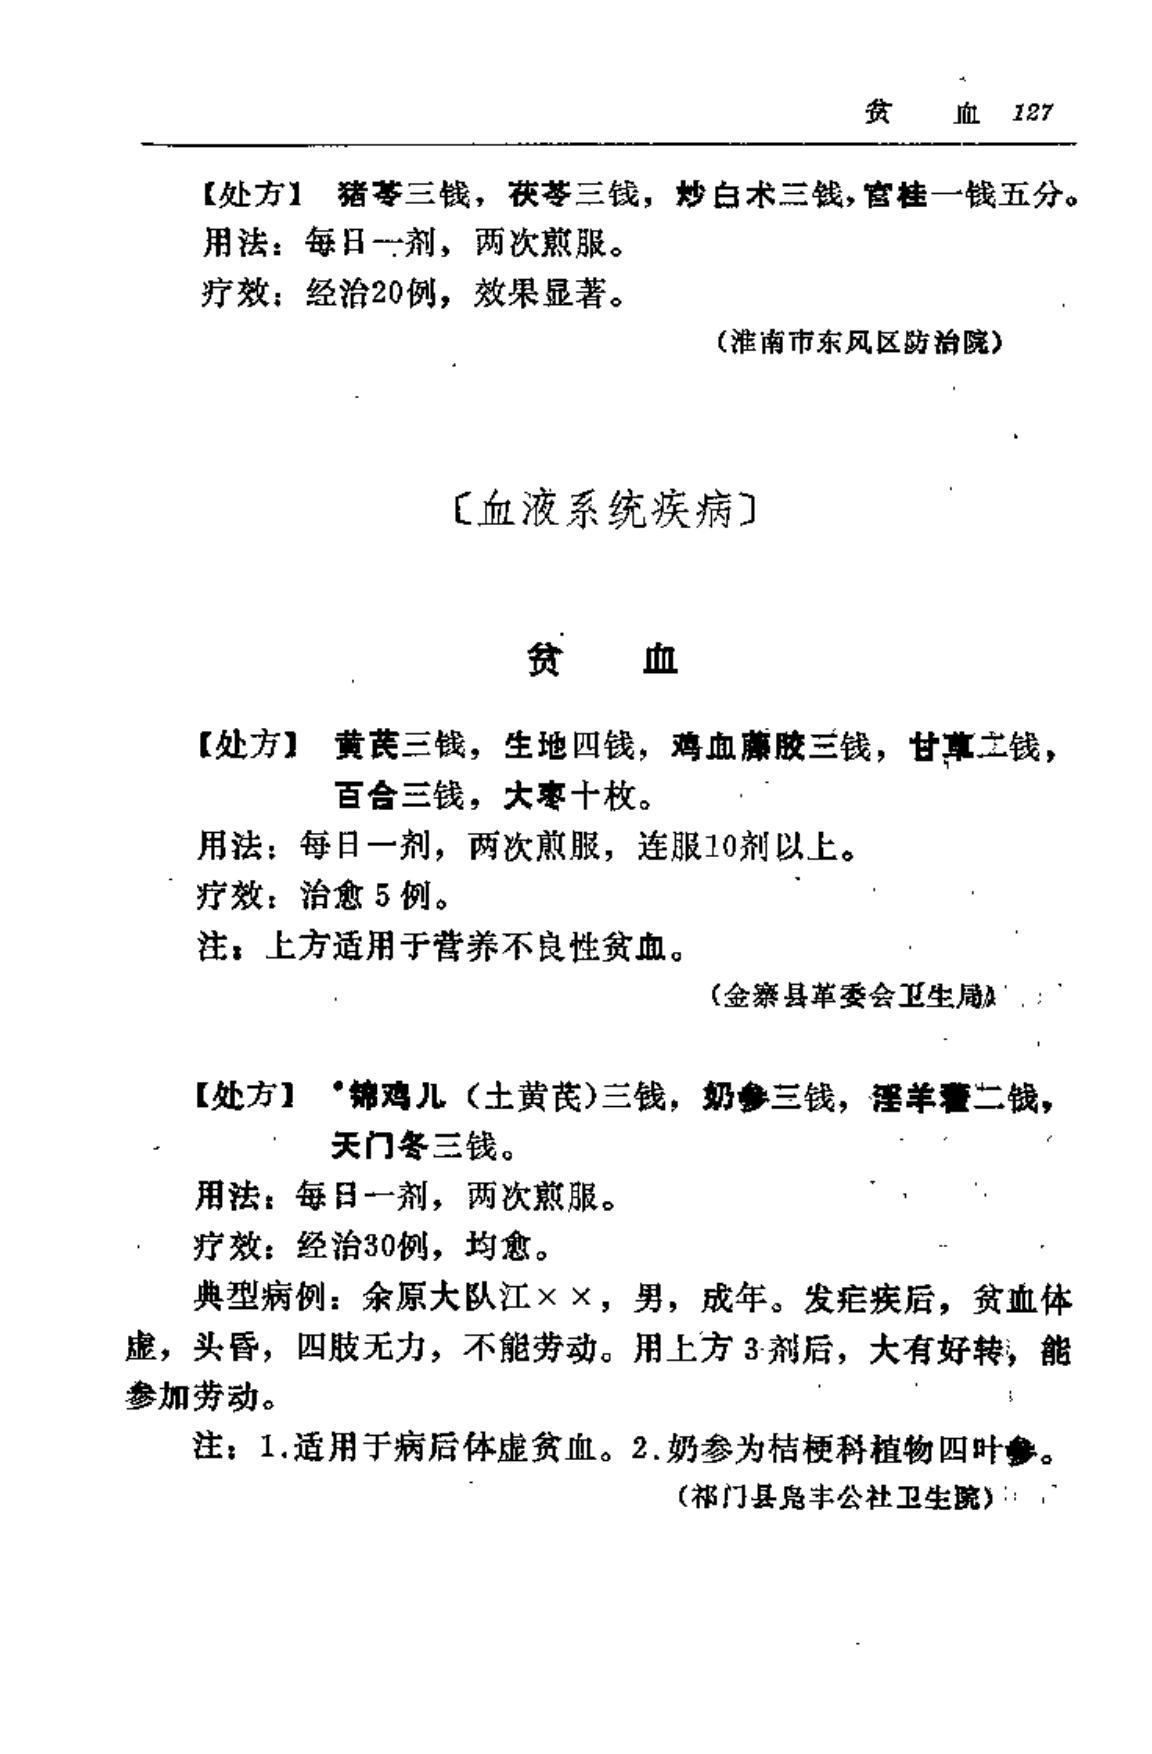 贫 血 127
【处方】 猪苓三钱，茯苓三钱，炒白术三钱，官桂一钱五分。
用法：每日一剂，两次煎服。
疗效：经治20例，效果显著。
（淮南市东风区防治院）
〔血液系统疾病〕
贫 血
【处方】 黄芪三钱，生地四钱，鸡血藤胶三钱，甘草二钱，
百合三钱，大枣十枚。
用法：每日一剂，两次煎服，连服10剂以上。
疗效：治愈5例。
注：上方适用于营养不良性贫血。
（金寨县革委会卫生局）
【处方】 *锦鸡儿（土黄芪）三钱，奶参三钱，淫羊藿二钱，
天门冬三钱。
用法：每日一剂，两次煎服。
疗效：经治30例，均愈。
典型病例：余原大队江××，男，成年。发疟疾后，贫血体
虚，头昏，四肢无力，不能劳动。用上方3剂后，大有好转，能
参加劳动。
注：1.适用于病后体虚贫血。2.奶参为桔梗科植物四叶参。
（祁门县凫丰公社卫生院）